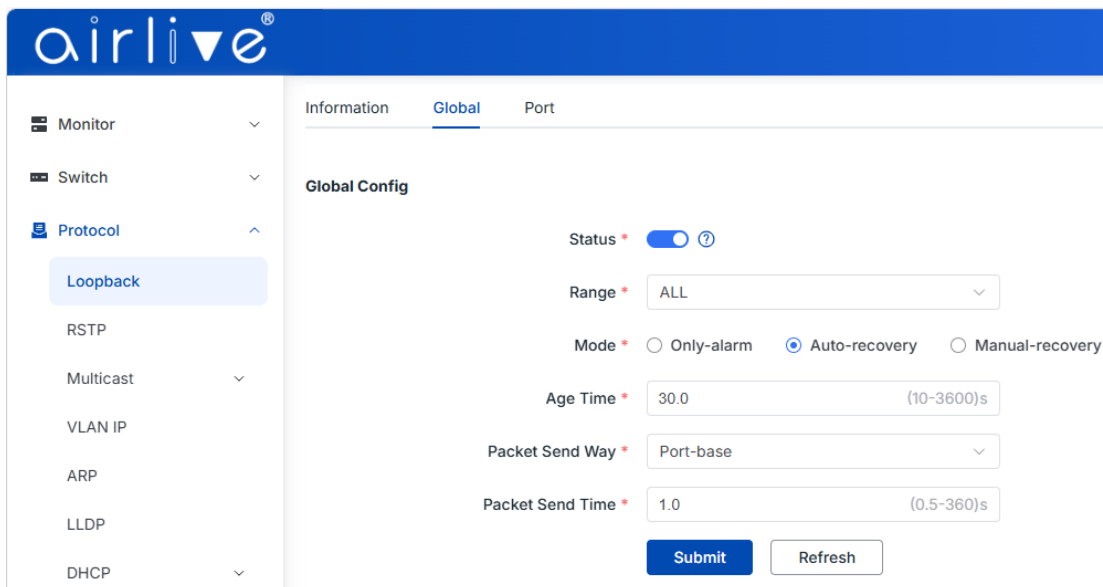 airlive®
Information Global Port
Monitor
Switch
Global Config
Protocol
Status * ?
Loopback
Range * ALL
RSTP
Mode * Only-alarm Auto-recovery Manual-recovery
Multicast
Age Time * 30.0 (10-3600)s
VLAN IP
Packet Send Way * Port-base
ARP
Packet Send Time * 1.0 (0.5-360)s
LLDP
Submit Refresh
DHCP